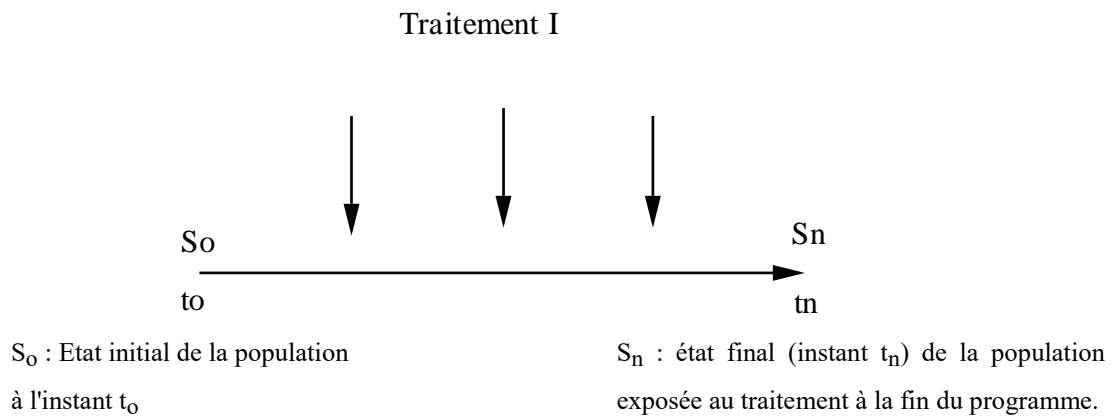 Traitement I
So
Sn
to
tn
So : Etat initial de la population
à l'instant to
Sn : état final (instant tn) de la population
exposée au traitement à la fin du programme.